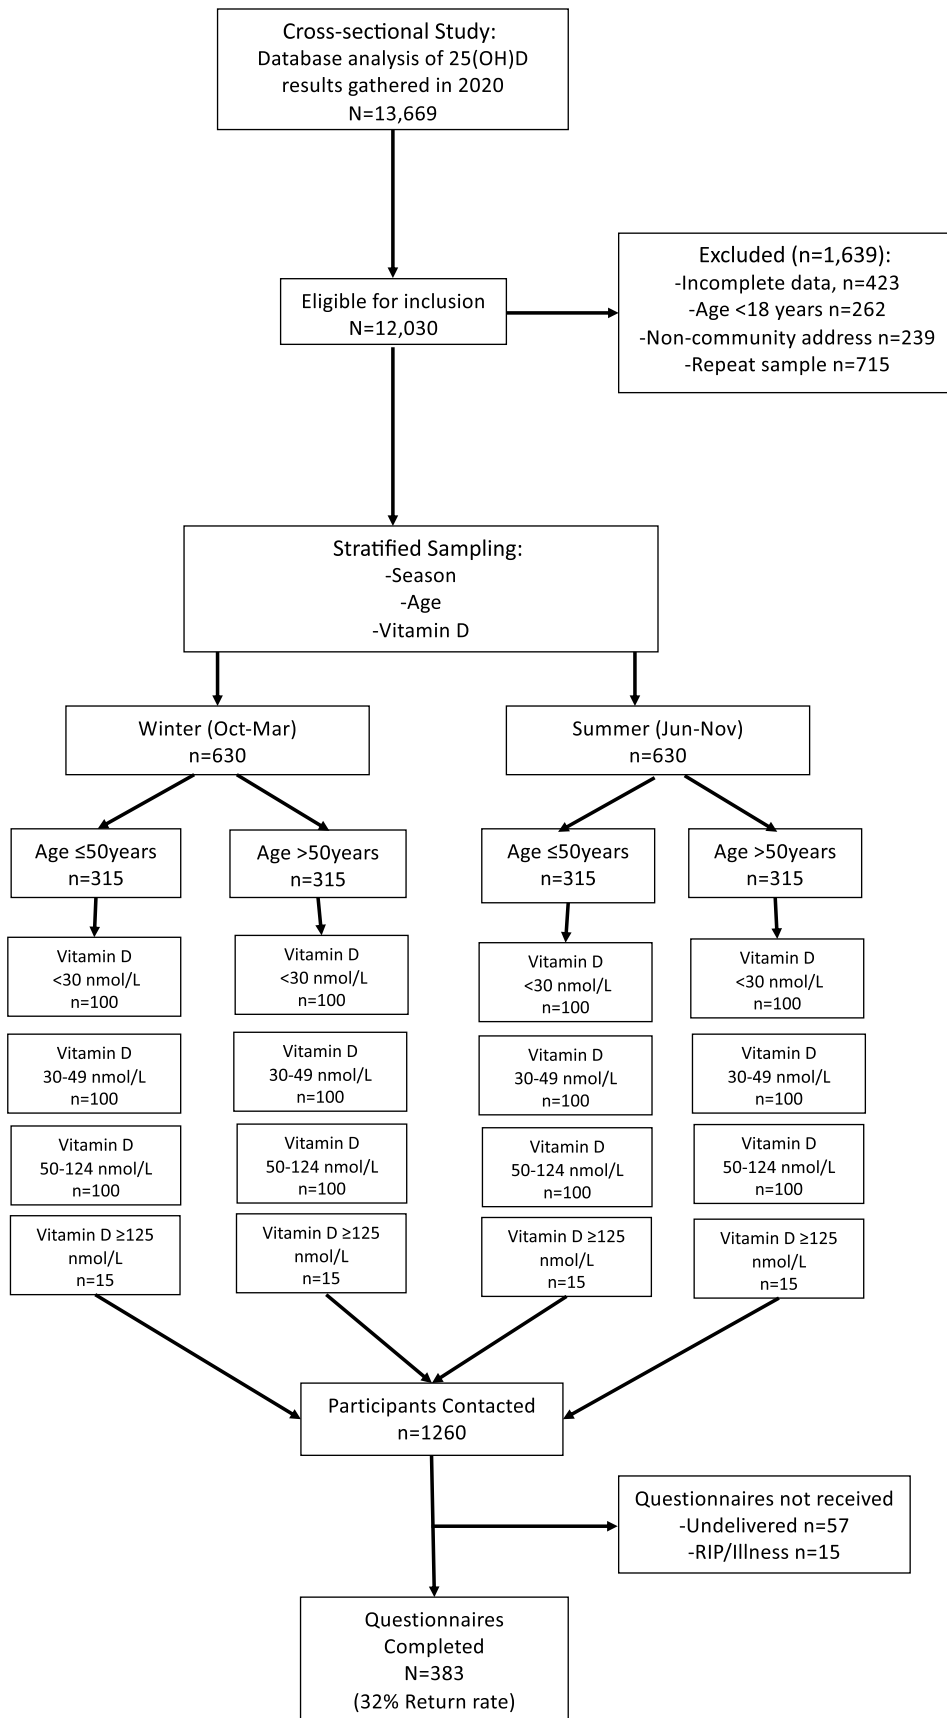 Cross-sectional Study:
Database analysis of 25(OH)D
results gathered in 2020
N=13,669
Excluded (n=1,639):
-Incomplete data, n=423
-Age <18 years n=262
-Non-community address n=239
-Repeat sample n=715
Eligible for inclusion
N=12,030
Stratified Sampling:
-Season
-Age
-Vitamin D
Winter (Oct-Mar)
n=630
Summer (Jun-Nov)
n=630
Age ≤50years
n=315
Age >50years
n=315
Age ≤50years
n=315
Age >50years
n=315
Vitamin D
<30 nmol/L
n=100
Vitamin D
<30 nmol/L
n=100
Vitamin D
<30 nmol/L
n=100
Vitamin D
<30 nmol/L
n=100
Vitamin D
30-49 nmol/L
n=100
Vitamin D
30-49 nmol/L
n=100
Vitamin D
30-49 nmol/L
n=100
Vitamin D
30-49 nmol/L
n=100
Vitamin D
50-124 nmol/L
n=100
Vitamin D
50-124 nmol/L
n=100
Vitamin D
50-124 nmol/L
n=100
Vitamin D
50-124 nmol/L
n=100
Vitamin D ≥125
nmol/L
n=15
Vitamin D ≥125
nmol/L
n=15
Vitamin D ≥125
nmol/L
n=15
Vitamin D ≥125
nmol/L
n=15
Participants Contacted
n=1260
Questionnaires not received
-Undelivered n=57
-RIP/Illness n=15
Questionnaires
Completed
N=383
(32% Return rate)